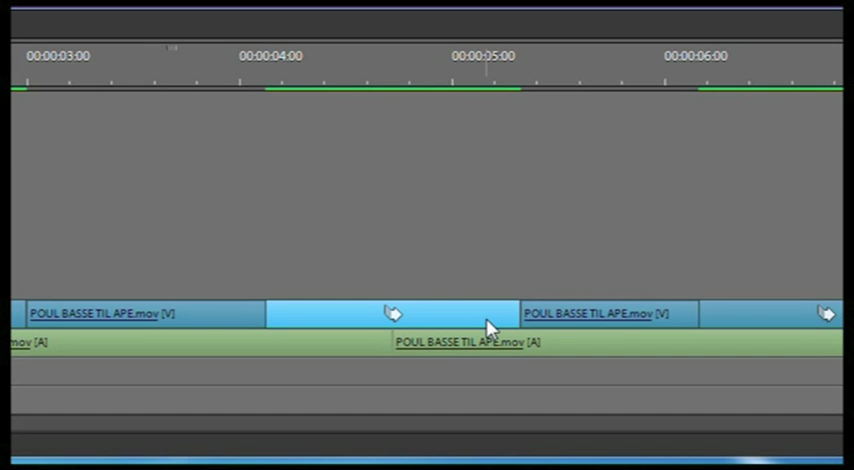 00:00:03:00 00:00:04:00 00:00:05:00 00:00:06:00
POUL BASSE TIL APE.mov [V] POUL BASSE TIL APE.mov [V]
mov [A] POUL BASSE TIL APE.mov [A]